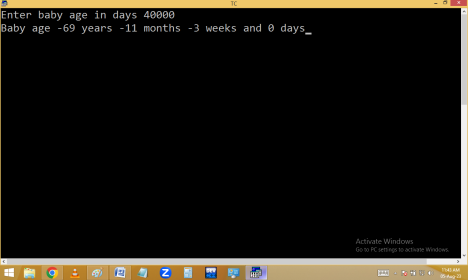 TC
Enter baby age in days 40000
Baby age -69 years -11 months -3 weeks and 0 days_
Activate Windows
Go to PC settings to activate Windows.